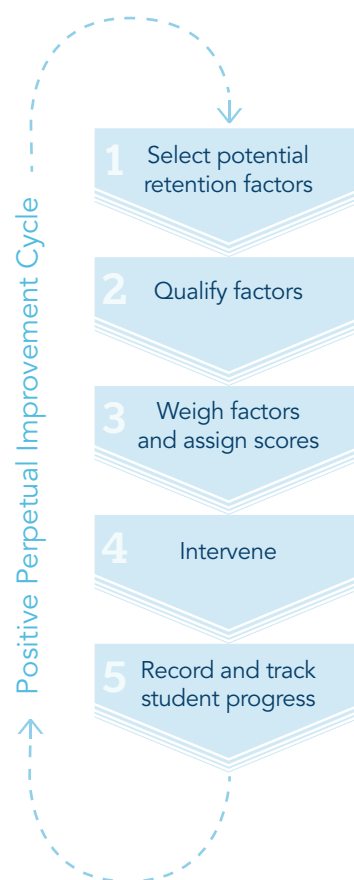 Positive Perpetual Improvement Cycle
1
Select potential
retention factors
2
Qualify factors
3
Weigh factors
and assign scores
4
Intervene
5
Record and track
student progress